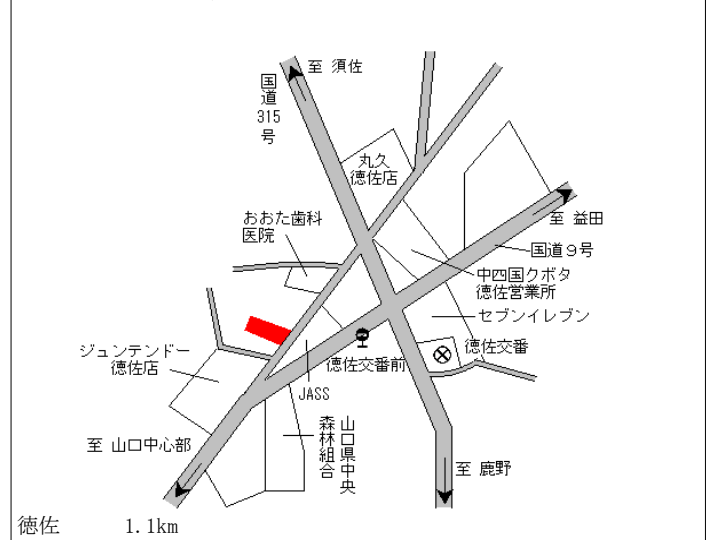 至 須佐
国
道
315
号
丸久
徳佐店
おおた歯科
医院
至 益田
国道９号
中四国クボタ
徳佐営業所
セブンイレブン
徳佐交番
徳佐交番前
ジュンテンドー
徳佐店
JASS
山口県中央
森林組合
至 山口中心部
至 鹿野
徳佐 1.1km